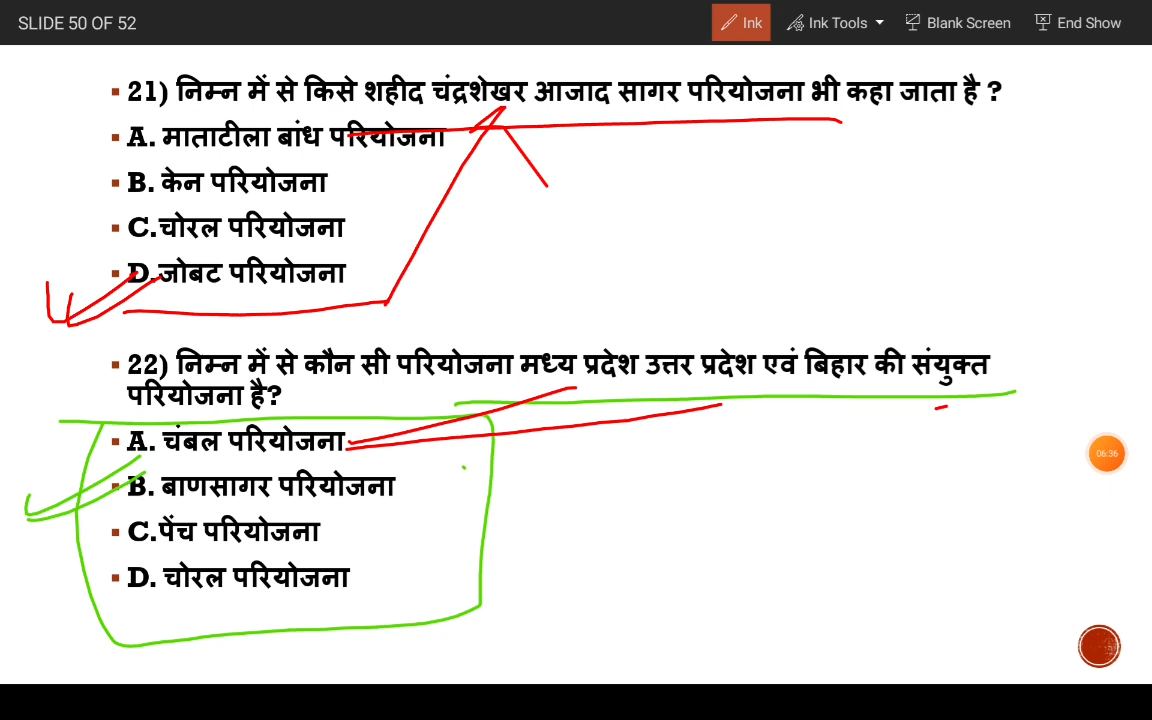 SLIDE 50 OF 52
Ink
Ink Tools
Blank Screen
End Show
21) निम्न में से किसे शहीद चंद्रशेखर आजाद सागर परियोजना भी कहा जाता है ?
A. माताटीला बांध परियोजना
B. केन परियोजना
C.चोरल परियोजना
D.जोबट परियोजना
22) निम्न में से कौन सी परियोजना मध्य प्रदेश उत्तर प्रदेश एवं बिहार की संयुक्त
परियोजना है?
A. चंबल परियोजना
B. बाणसागर परियोजना
C.पेंच परियोजना
D. चोरल परियोजना
06:36